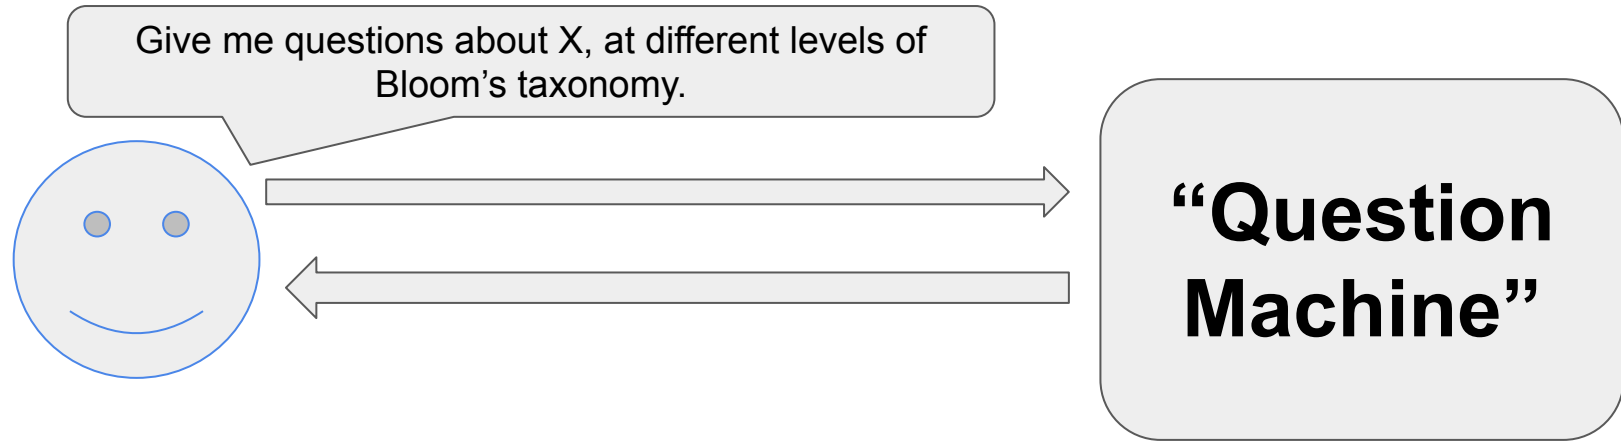 Give me questions about X, at different levels of
Bloom’s taxonomy.
“Question
Machine”